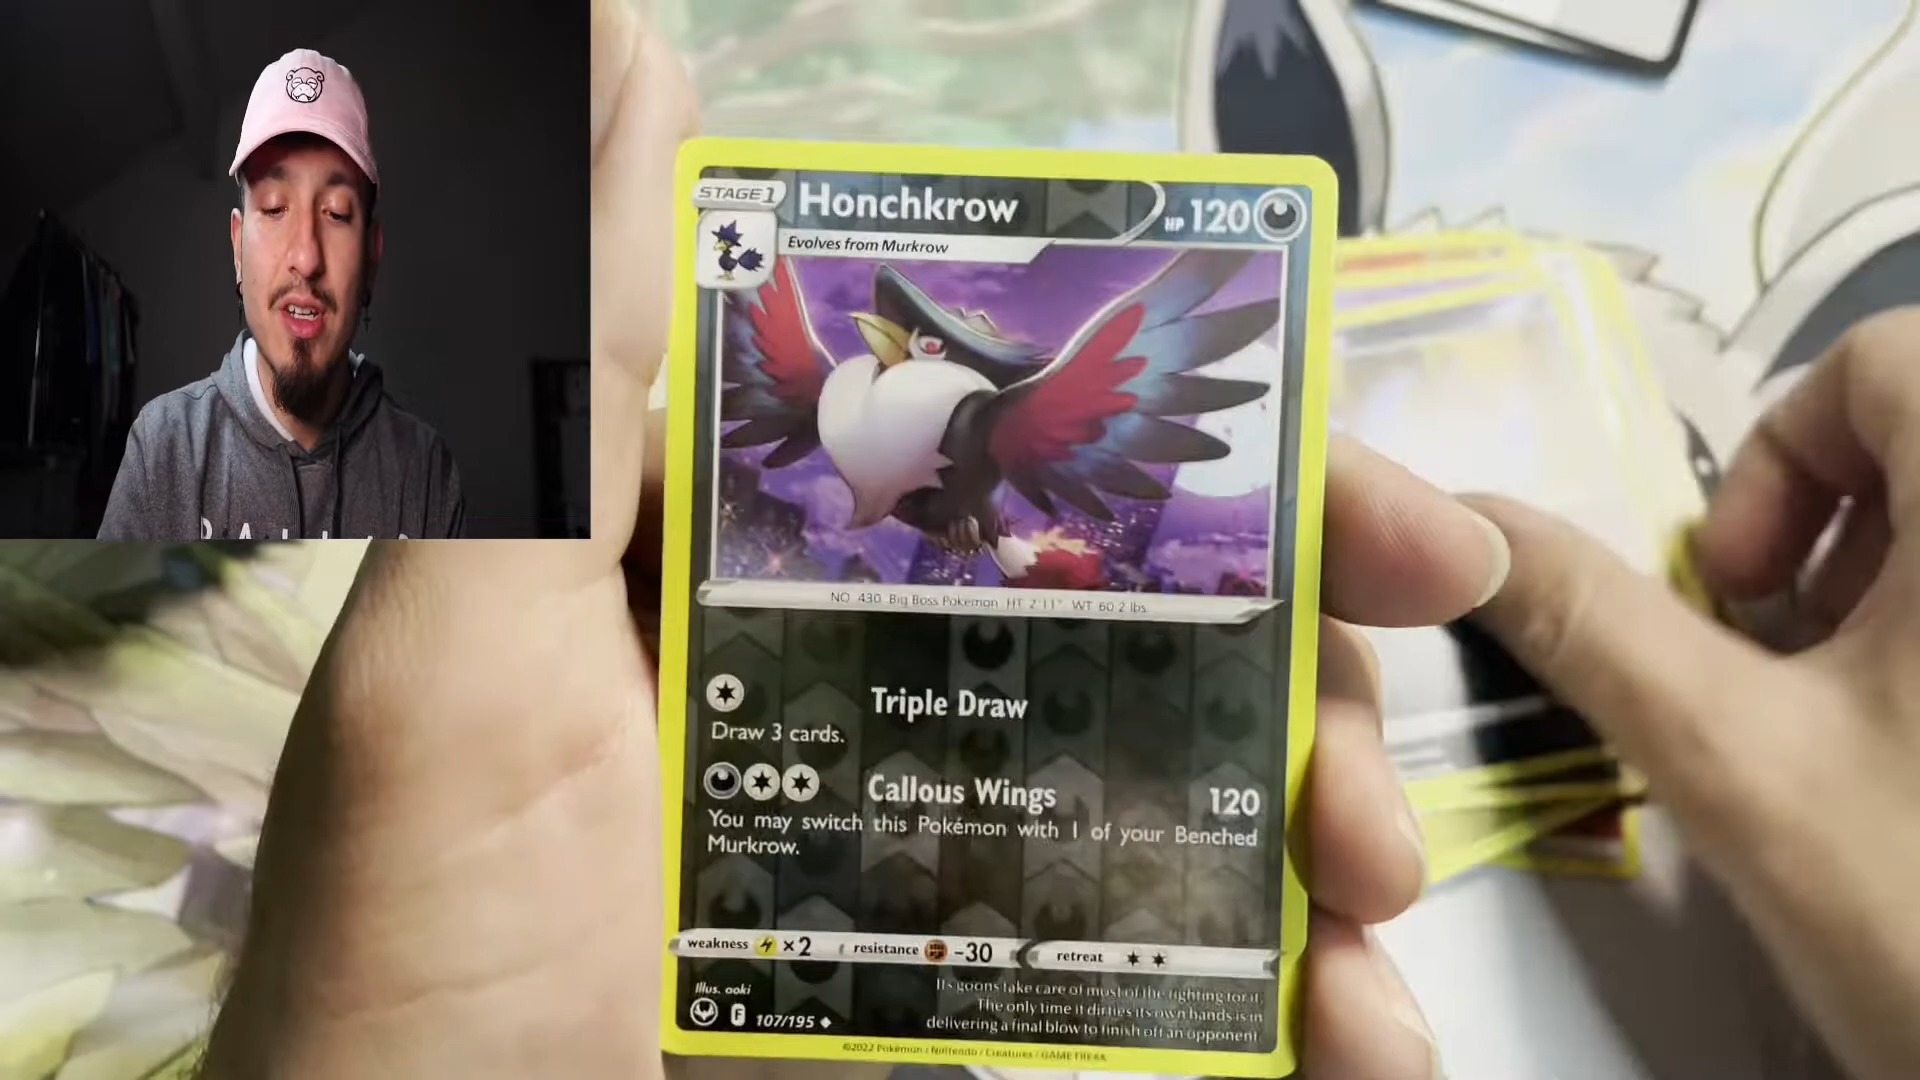 STAGE 1
Honchkrow
HP 120
Evolves from Murkrow
NO. 430 Big Boss Pokémon HT 2'11" WT 60.2 lbs.
Triple Draw
Draw 3 cards.
Callous Wings 120
You may switch this Pokémon with 1 of your Benched
Murkrow.
weakness ×2 resistance -30 retreat
Illus. aoki
F 107/195
Its goons take care of most of the fighting for it.
The only time it dirties its own hands is in
delivering a final blow to finish off an opponent.
©2022 Pokémon / Nintendo / Creatures / GAME FREAK